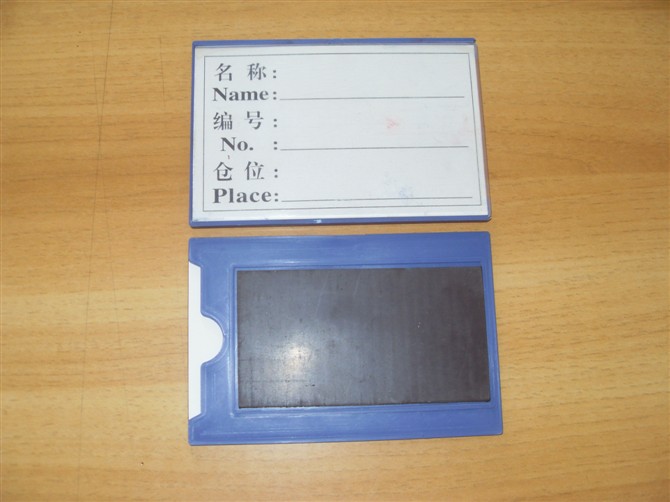 名 称：
Name:
编 号：
No. :
仓 位：
Place: